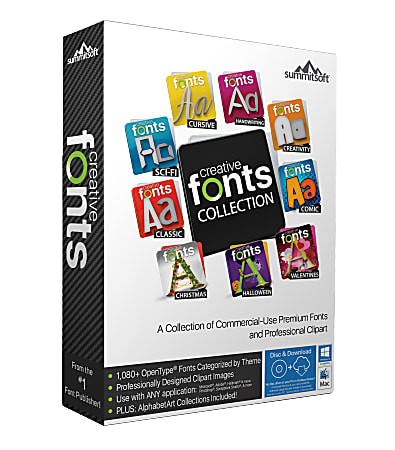 summitsoft
fonts
Aa
CURSIVE
fonts
Ad
HANDWRITING
fonts
Aa
CREATIVITY
fonts
SCI-FI
creative
fonts
COLLECTION
fonts
Aa
CLASSIC
fonts
Aa
COMIC
fonts
CHRISTMAS
fonts
HALLOWEEN
fonts
VALENTINES
creative
fonts
A Collection of Commercial-Use Premium Fonts
and Professional Clipart
• 1,080+ OpenType® Fonts Categorized by Theme
• Professionally Designed Clipart Images
• Use with ANY application:
• PLUS: AlphabetArt Collections Included!
Disc & Download
Windows
Mac
From the
#1
Font Publisher!